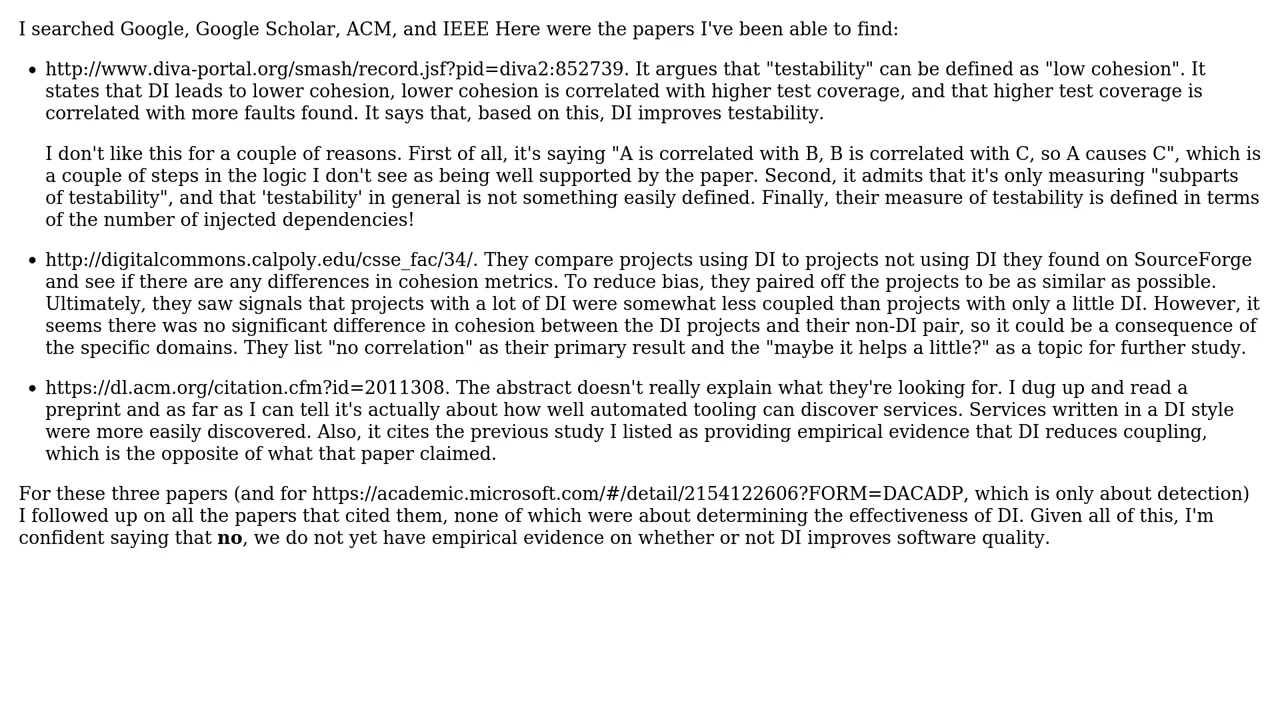 I searched Google, Google Scholar, ACM, and IEEE Here were the papers I've been able to find:
• http://www.diva-portal.org/smash/record.jsf?pid=diva2:852739. It argues that "testability" can be defined as "low cohesion". It
states that DI leads to lower cohesion, lower cohesion is correlated with higher test coverage, and that higher test coverage is
correlated with more faults found. It says that, based on this, DI improves testability.
I don't like this for a couple of reasons. First of all, it's saying "A is correlated with B, B is correlated with C, so A causes C", which is
a couple of steps in the logic I don't see as being well supported by the paper. Second, it admits that it's only measuring "subparts
of testability", and that 'testability' in general is not something easily defined. Finally, their measure of testability is defined in terms
of the number of injected dependencies!
• http://digitalcommons.calpoly.edu/csse_fac/34/. They compare projects using DI to projects not using DI they found on SourceForge
and see if there are any differences in cohesion metrics. To reduce bias, they paired off the projects to be as similar as possible.
Ultimately, they saw signals that projects with a lot of DI were somewhat less coupled than projects with only a little DI. However, it
seems there was no significant difference in cohesion between the DI projects and their non-DI pair, so it could be a consequence of
the specific domains. They list "no correlation" as their primary result and the "maybe it helps a little?" as a topic for further study.
• https://dl.acm.org/citation.cfm?id=2011308. The abstract doesn't really explain what they're looking for. I dug up and read a
preprint and as far as I can tell it's actually about how well automated tooling can discover services. Services written in a DI style
were more easily discovered. Also, it cites the previous study I listed as providing empirical evidence that DI reduces coupling,
which is the opposite of what that paper claimed.
For these three papers (and for https://academic.microsoft.com/#/detail/2154122606?FORM=DACADP, which is only about detection)
I followed up on all the papers that cited them, none of which were about determining the effectiveness of DI. Given all of this, I'm
confident saying that no, we do not yet have empirical evidence on whether or not DI improves software quality.